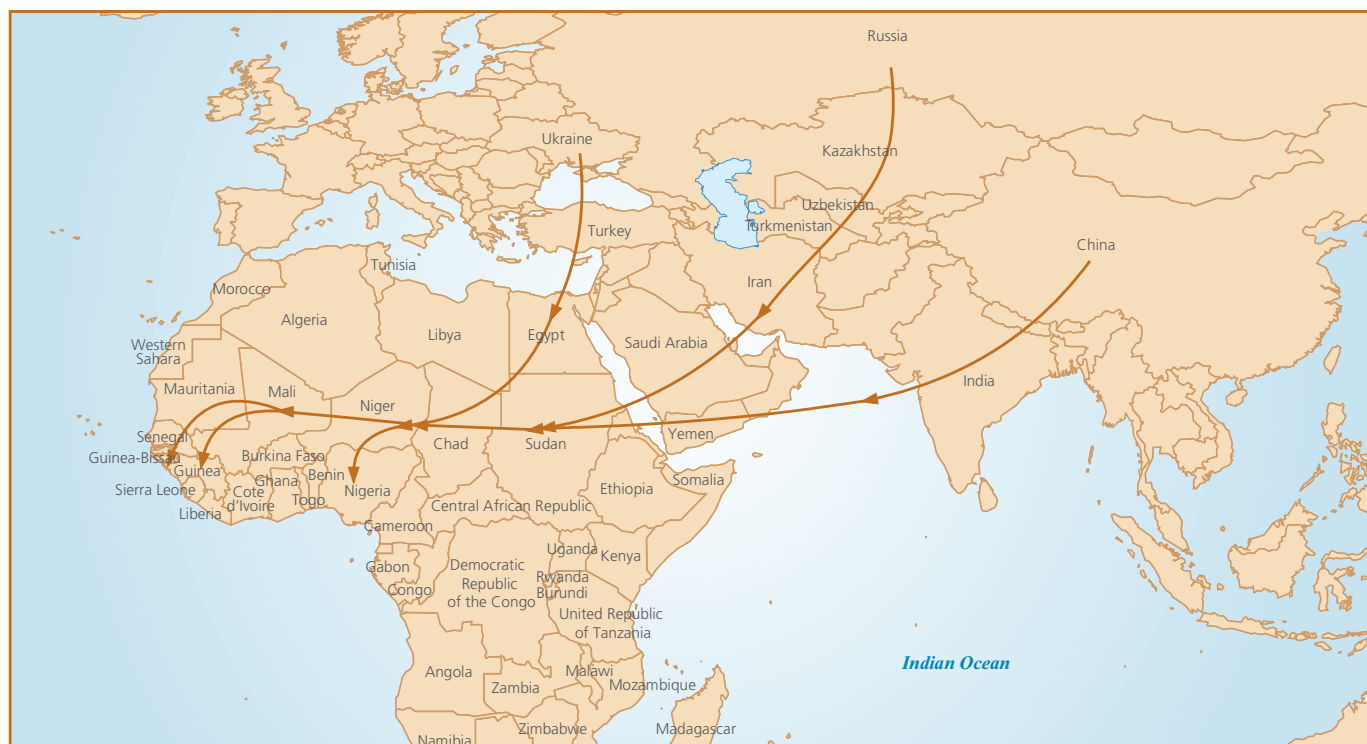 Russia
Ukraine
Kazakhstan
Uzbekistan
Turkmenistan
Turkey
China
Tunisia
Iran
Morocco
Algeria
Libya
Egypt
Saudi Arabia
Western
Sahara
India
Mauritania
Mali
Niger
Senegal
Chad
Sudan
Yemen
Guinea-Bissau
Guinea
Burkina Faso
Benin
Ghana
Togo
Nigeria
Ethiopia
Somalia
Sierra Leone
Cote
d'Ivoire
Liberia
Central African Republic
Cameroon
Uganda
Kenya
Gabon
Congo
Democratic
Republic
of the Congo
Rwanda
Burundi
United Republic
of Tanzania
Indian Ocean
Angola
Malawi
Zambia
Mozambique
Zimbabwe
Madagascar
Namibia